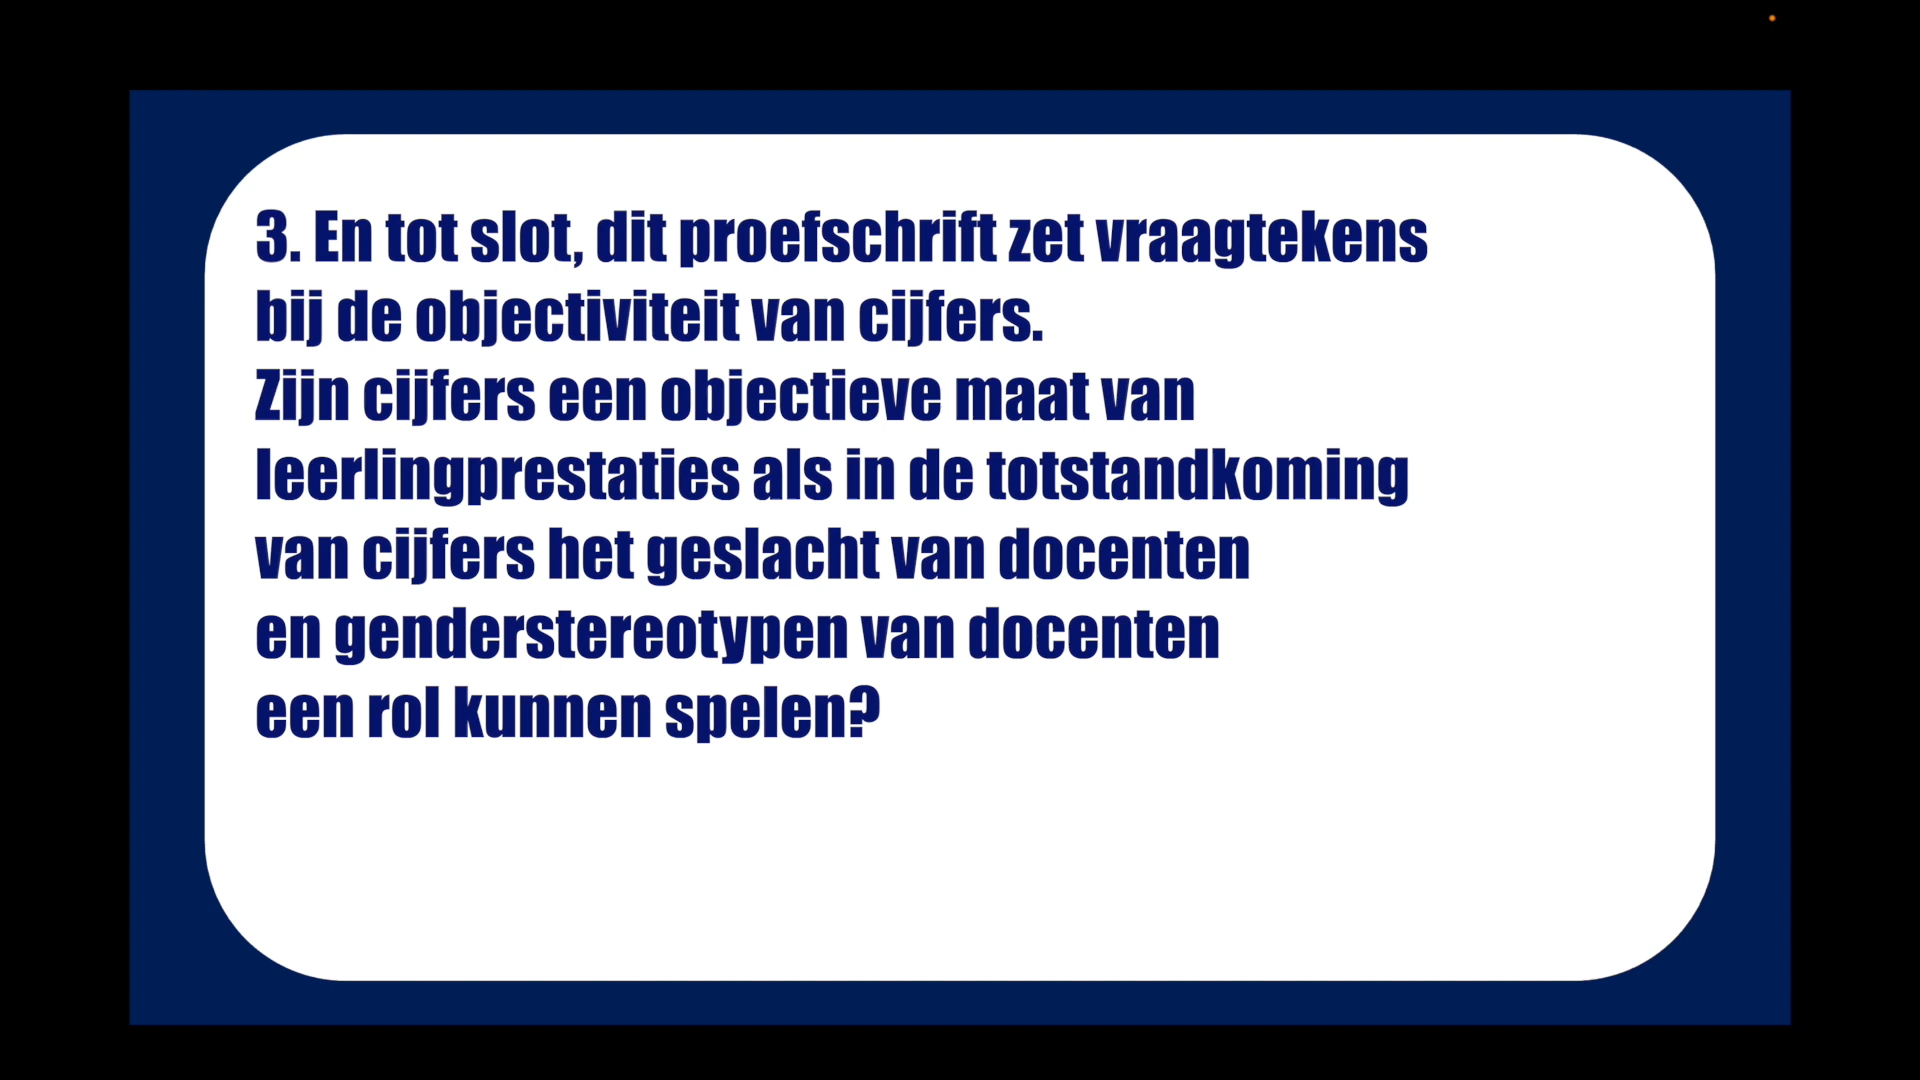 3. En tot slot, dit proefschrift zet vraagtekens
bij de objectiviteit van cijfers.
Zijn cijfers een objectieve maat van
leerlingprestaties als in de totstandkoming
van cijfers het geslacht van docenten
en genderstereotypen van docenten
een rol kunnen spelen?